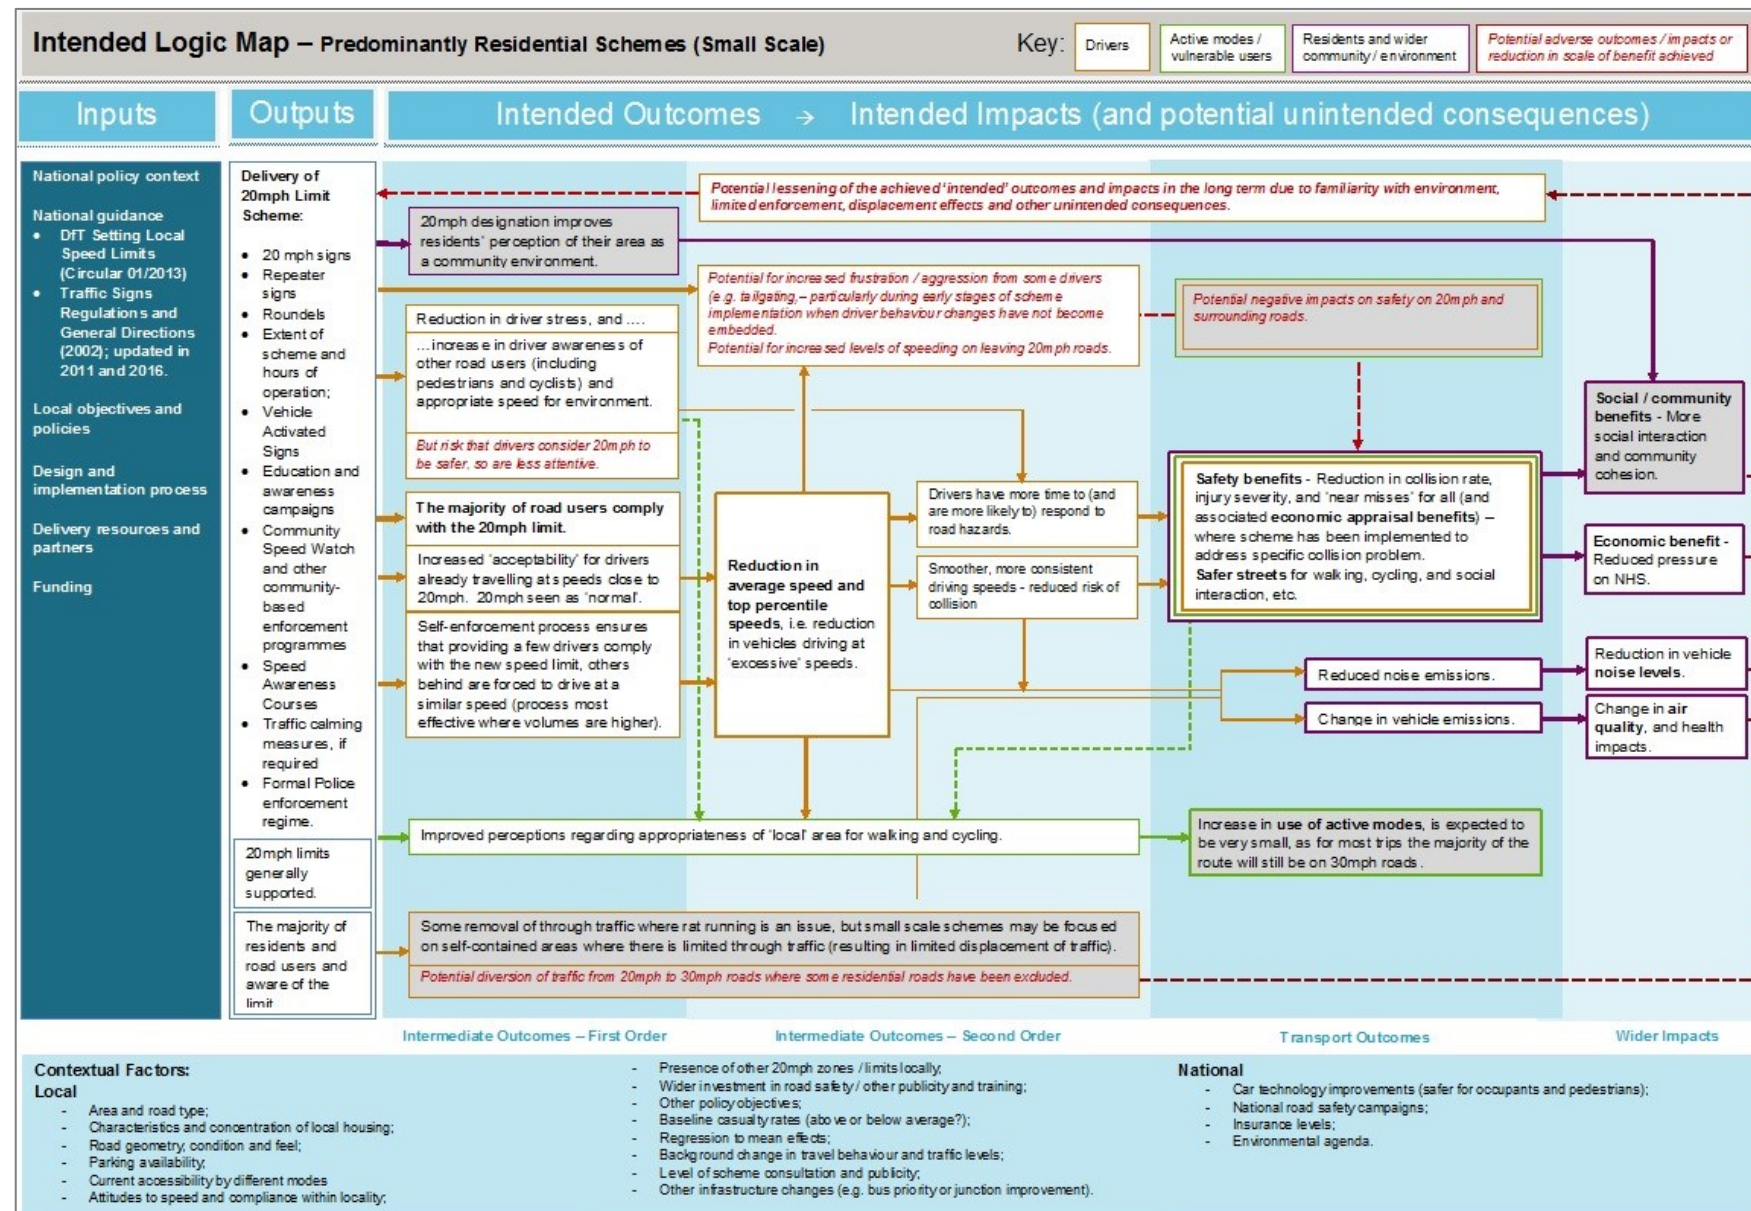 Intended Logic Map – Predominantly Residential Schemes (Small Scale)
Key:
Drivers
Active modes /
vulnerable users
Residents and wider
community / environment
Potential adverse outcomes / impacts or
reduction in scale of benefit achieved
Inputs
Outputs
Intended Outcomes → Intended Impacts (and potential unintended consequences)
National policy context
National guidance
• DfT Setting Local
Speed Limits
(Circular 01/2013)
• Traffic Signs
Regulations and
General Directions
(2002); updated in
2011 and 2016.
Local objectives and
policies
Design and
implementation process
Delivery resources and
partners
Funding
Delivery of
20mph Limit
Scheme:
• 20 mph signs
• Repeater
signs
• Roundels
• Extent of
scheme and
hours of
operation;
• Vehicle
Activated
Signs
• Education and
awareness
campaigns
• Community
Speed Watch
and other
community-
based
enforcement
programmes
• Speed
Awareness
Courses
• Traffic calming
measures, if
required
• Formal Police
enforcement
regime.
20mph limits
generally
supported.
The majority of
residents and
road users and
aware of the
limit
Potential lessening of the achieved 'intended' outcomes and impacts in the long term due to familiarity with environment,
limited enforcement, displacement effects and other unintended consequences.
20mph designation improves
residents' perception of their area as
a community environment.
Potential for increased frustration / aggression from some drivers
(e.g. tailgating,– particularly during early stages of scheme
implementation when driver behaviour changes have not become
embedded.
Potential for increased levels of speeding on leaving 20mph roads.
Potential negative impacts on safety on 20mph and
surrounding roads.
Reduction in driver stress, and ....
...increase in driver awareness of
other road users (including
pedestrians and cyclists) and
appropriate speed for environment.
But risk that drivers consider 20mph to
be safer, so are less attentive.
The majority of road users comply
with the 20mph limit.
Increased 'acceptability' for drivers
already travelling at speeds close to
20mph. 20mph seen as 'normal'.
Self-enforcement process ensures
that providing a few drivers comply
with the new speed limit, others
behind are forced to drive at a
similar speed (process most
effective where volumes are higher).
Reduction in
average speed and
top percentile
speeds, i.e. reduction
in vehicles driving at
'excessive' speeds.
Drivers have more time to (and
are more likely to) respond to
road hazards.
Smoother, more consistent
driving speeds - reduced risk of
collision
Safety benefits - Reduction in collision rate,
injury severity, and 'near misses' for all (and
associated economic appraisal benefits) –
where scheme has been implemented to
address specific collision problem.
Safer streets for walking, cycling, and social
interaction, etc.
Social / community
benefits - More
social interaction
and community
cohesion.
Economic benefit -
Reduced pressure
on NHS.
Reduced noise emissions.
Reduction in vehicle
noise levels.
Change in vehicle emissions.
Change in air
quality, and health
impacts.
Improved perceptions regarding appropriateness of 'local' area for walking and cycling.
Increase in use of active modes, is expected to
be very small, as for most trips the majority of the
route will still be on 30mph roads.
Some removal of through traffic where rat running is an issue, but small scale schemes may be focused
on self-contained areas where there is limited through traffic (resulting in limited displacement of traffic).
Potential diversion of traffic from 20mph to 30mph roads where some residential roads have been excluded.
Intermediate Outcomes – First Order
Intermediate Outcomes – Second Order
Transport Outcomes
Wider Impacts
Contextual Factors:
Local
- Area and road type;
- Characteristics and concentration of local housing;
- Road geometry, condition and feel;
- Parking availability;
- Current accessibility by different modes
- Attitudes to speed and compliance within locality;
- Presence of other 20mph zones / limits locally;
- Wider investment in road safety / other publicity and training;
- Other policy objectives;
- Baseline casualty rates (above or below average?);
- Regression to mean effects;
- Background change in travel behaviour and traffic levels;
- Level of scheme consultation and publicity;
- Other infrastructure changes (e.g. bus priority or junction improvement).
National
- Car technology improvements (safer for occupants and pedestrians);
- National road safety campaigns;
- Insurance levels;
- Environmental agenda.